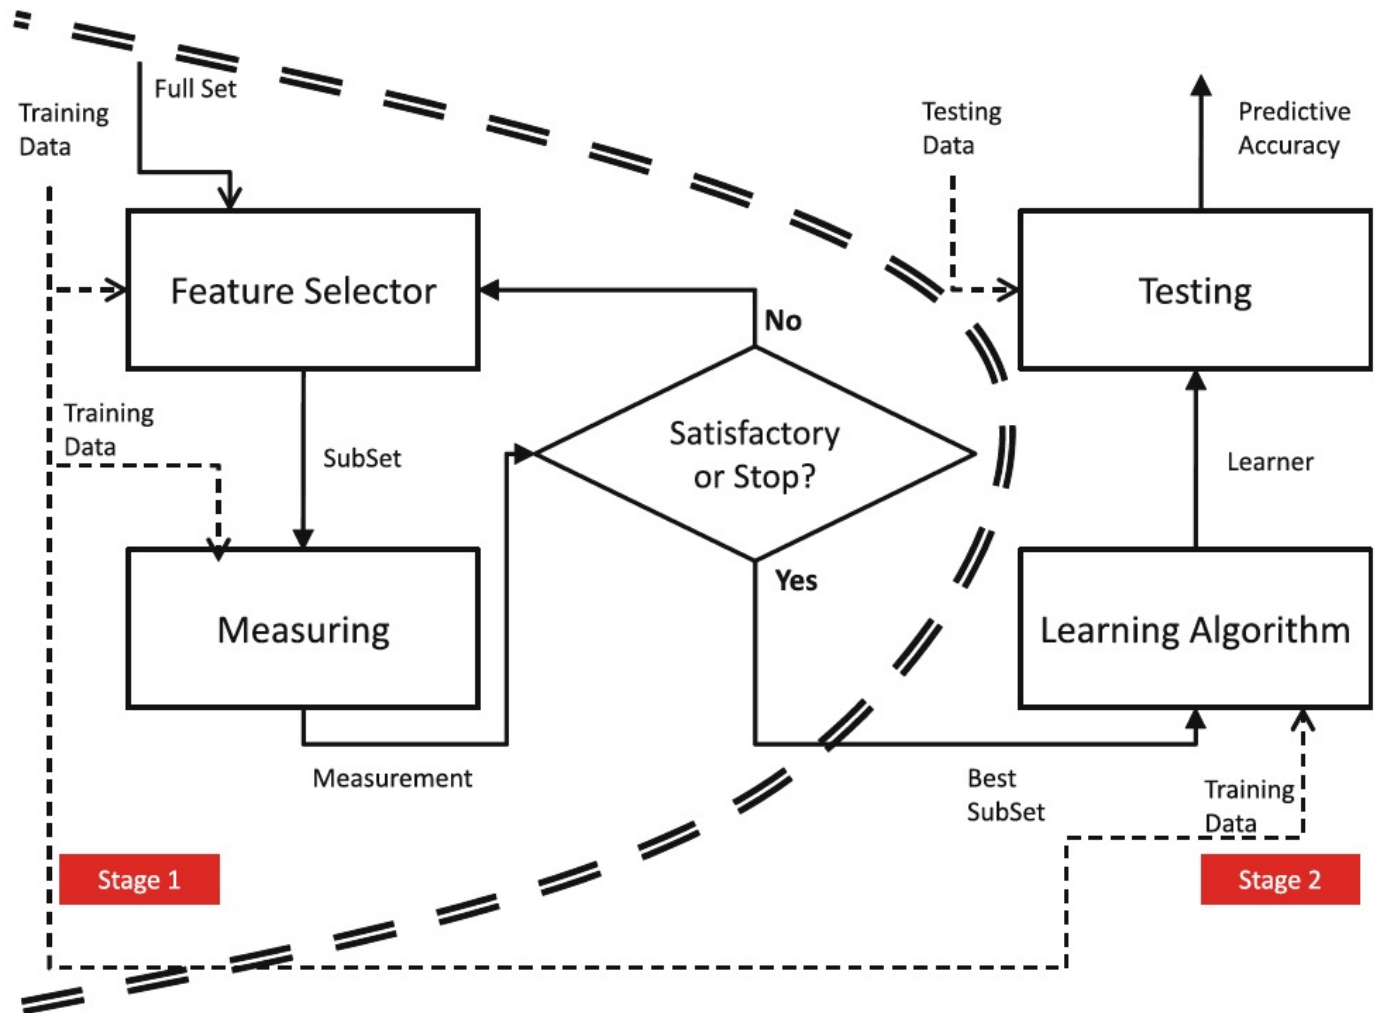 Full Set
Training
Data
Testing
Data
Predictive
Accuracy
Feature Selector
Testing
No
Training
Data
SubSet
Satisfactory
or Stop?
Learner
Yes
Measuring
Learning Algorithm
Measurement
Best
SubSet
Training
Data
Stage 1
Stage 2